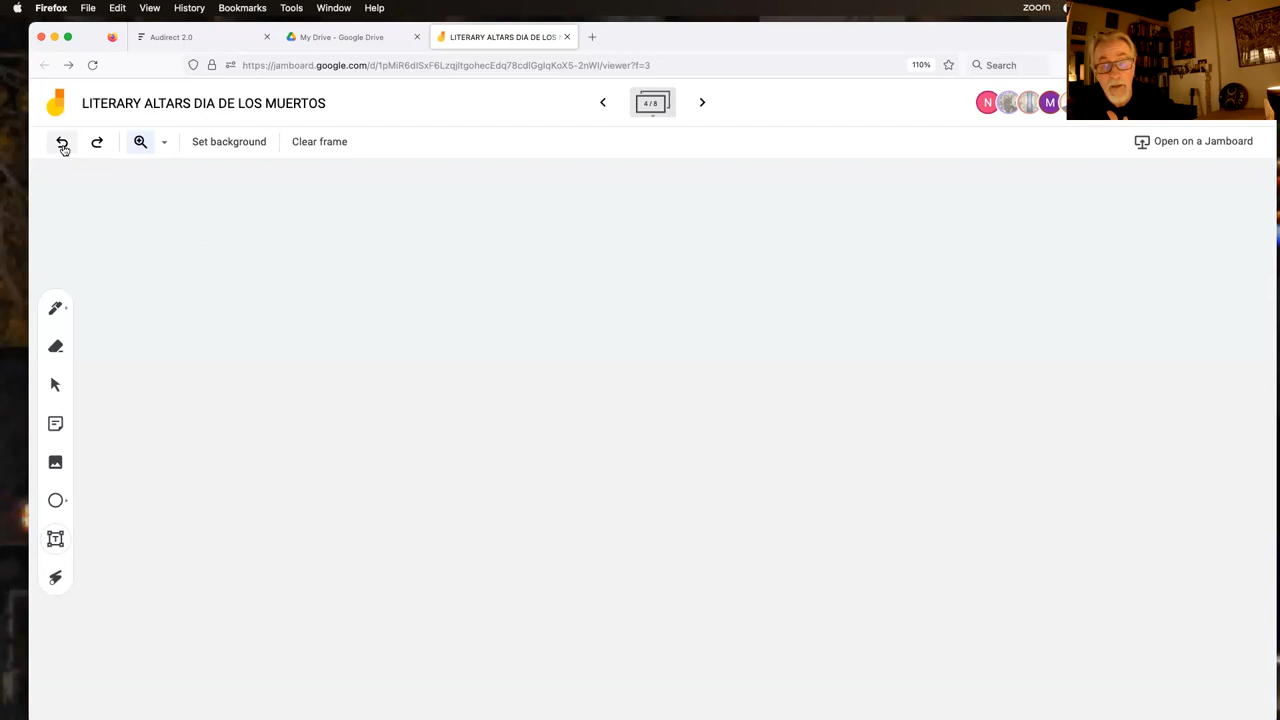 Firefox File Edit View History Bookmarks Tools Window Help zoom
Audirect 2.0 My Drive - Google Drive LITERARY ALTARS DIA DE LOS
https://jamboard.google.com/d/1pMiR6dISxF6LzqjltgohecEdq78cdlGglqKoX5-2nWI/viewer?f=3 110% Search
LITERARY ALTARS DIA DE LOS MUERTOS 4 / 8 N M
Set background Clear frame Open on a Jamboard
T